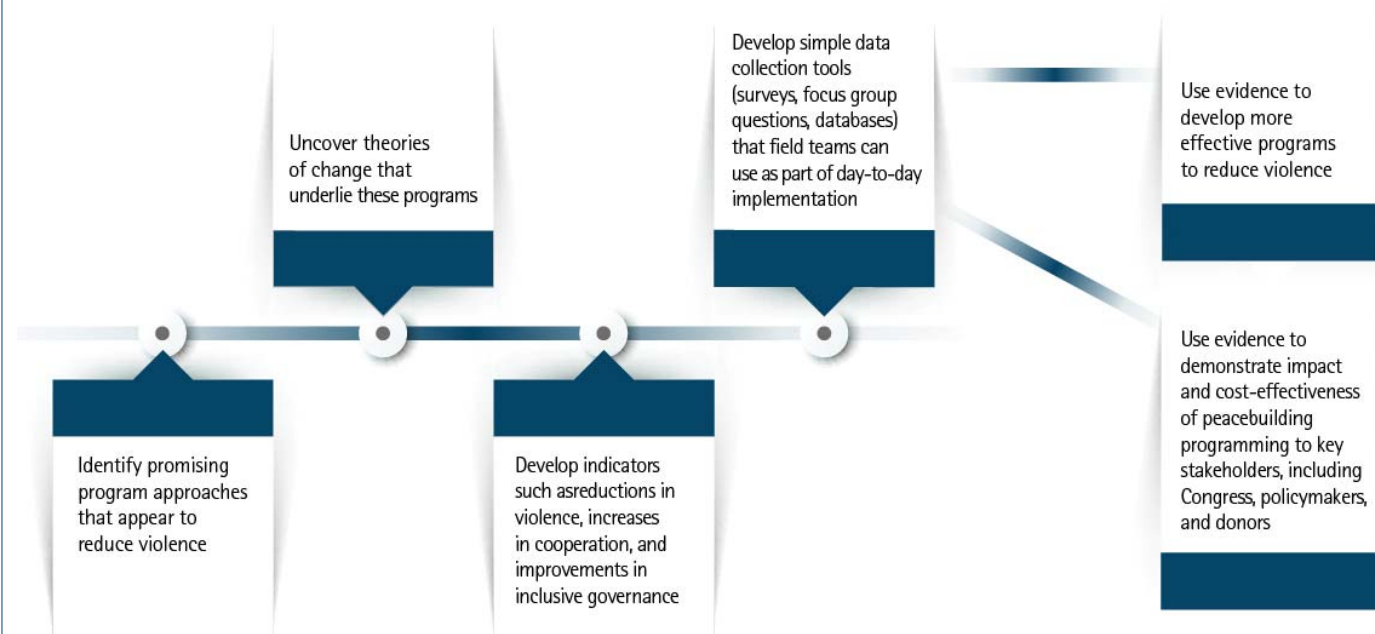 Identify promising
program approaches
that appear to
reduce violence
Uncover theories
of change that
underlie these programs
Develop indicators
such asreductions in
violence, increases
in cooperation, and
improvements in
inclusive governance
Develop simple data
collection tools
(surveys, focus group
questions, databases)
that field teams can
use as part of day-to-day
implementation
Use evidence to
develop more
effective programs
to reduce violence
Use evidence to
demonstrate impact
and cost-effectiveness
of peacebuilding
programming to key
stakeholders, including
Congress, policymakers,
and donors